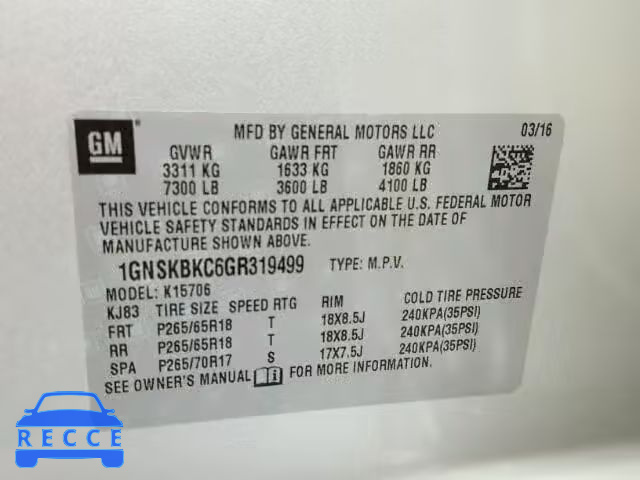 GM
MFD BY GENERAL MOTORS LLC 03/16
GVWR GAWR FRT GAWR RR
3311 KG 1633 KG 1860 KG
7300 LB 3600 LB 4100 LB
THIS VEHICLE CONFORMS TO ALL APPLICABLE U.S. FEDERAL MOTOR
VEHICLE SAFETY STANDARDS IN EFFECT ON THE DATE OF
MANUFACTURE SHOWN ABOVE.
1GNSKBKC6GR319499 TYPE: M.P.V.
MODEL: K15706
KJ83 TIRE SIZE SPEED RTG RIM COLD TIRE PRESSURE
FRT P265/65R18 T 18X8.5J 240KPA(35PSI)
RR P265/65R18 T 18X8.5J 240KPA(35PSI)
SPA P265/70R17 S 17X7.5J 240KPA(35PSI)
SEE OWNER'S MANUAL FOR MORE INFORMATION.
RECCE